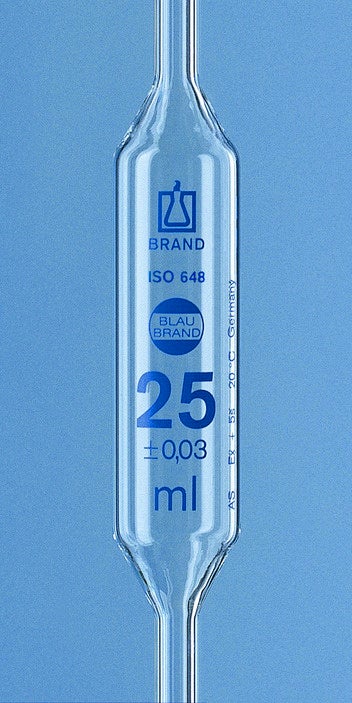 BRAND
ISO 648
BLAU
BRAND
25
±0,03
ml
AS Ex + 5s 20 °C Germany